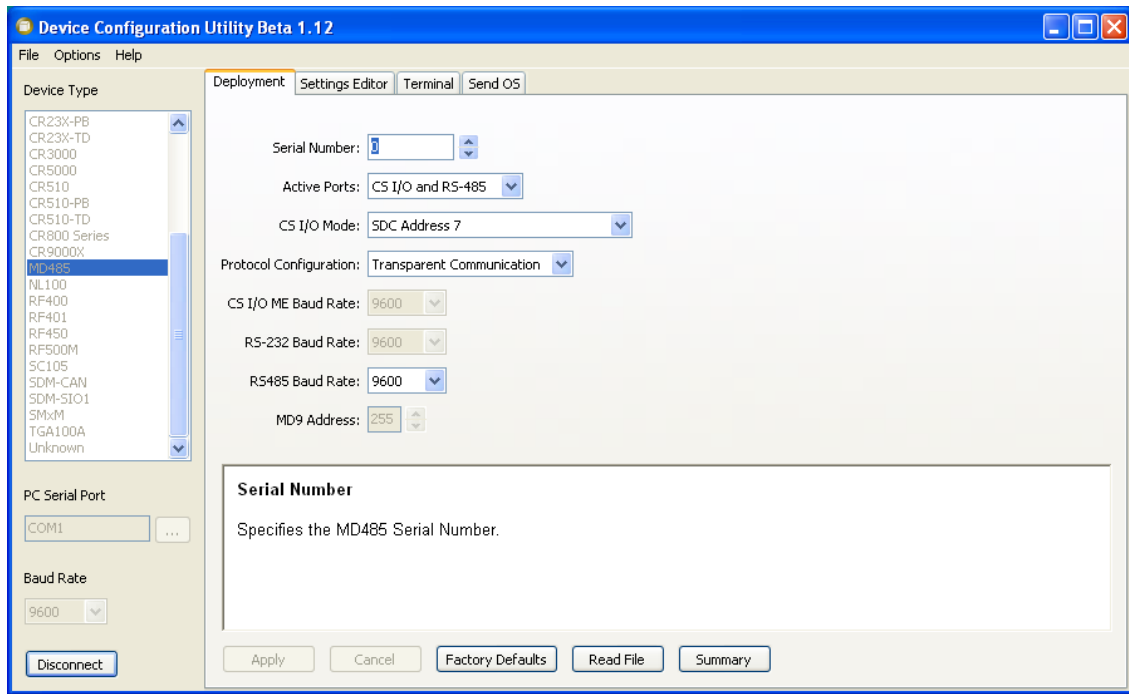 Device Configuration Utility Beta 1.12
File Options Help
Device Type
CR23X-PB
CR23X-TD
CR3000
CR5000
CR510
CR510-PB
CR510-TD
CR800 Series
CR9000X
MD485
NL100
RF400
RF401
RF450
RF500M
SC105
SDM-CAN
SDM-SIO1
SMxM
TGA100A
Unknown
PC Serial Port
COM1 ...
Baud Rate
9600
Disconnect
Deployment Settings Editor Terminal Send OS
Serial Number: 0
Active Ports: CS I/O and RS-485
CS I/O Mode: SDC Address 7
Protocol Configuration: Transparent Communication
CS I/O ME Baud Rate: 9600
RS-232 Baud Rate: 9600
RS485 Baud Rate: 9600
MD9 Address: 255
Serial Number
Specifies the MD485 Serial Number.
Apply Cancel Factory Defaults Read File Summary